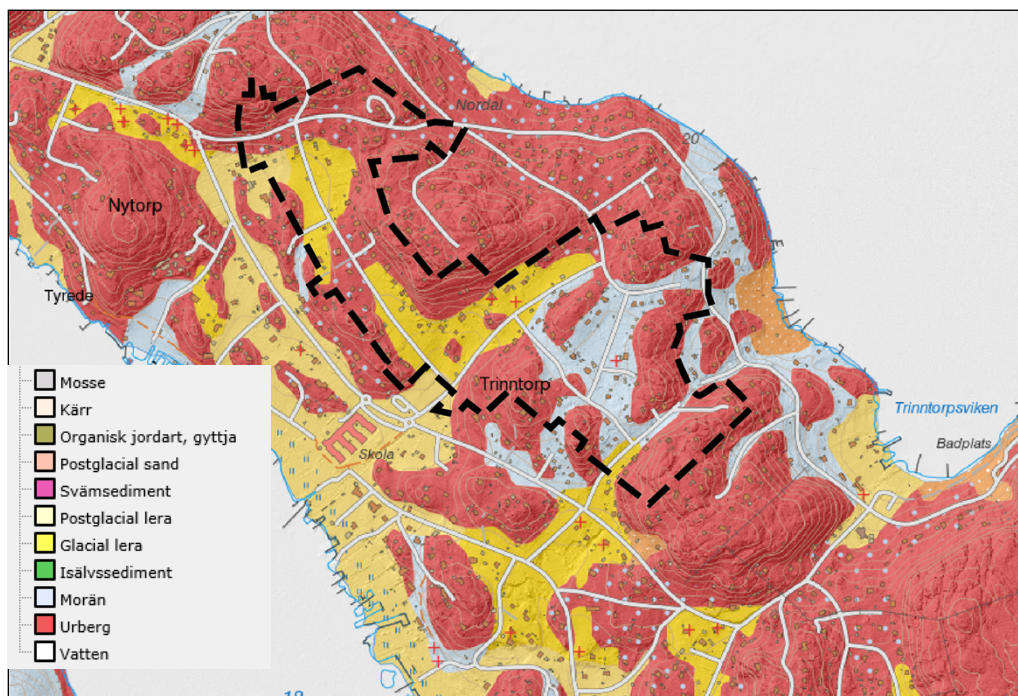 Nordal
20
Nytorp
Tyrede
Trinntorp
Trinntorpsviken
Badplats
Skola
Mosse
Kärr
Organisk jordart, gyttja
Postglacial sand
Svämsediment
Postglacial lera
Glacial lera
Isälvssediment
Morän
Urberg
Vatten
18